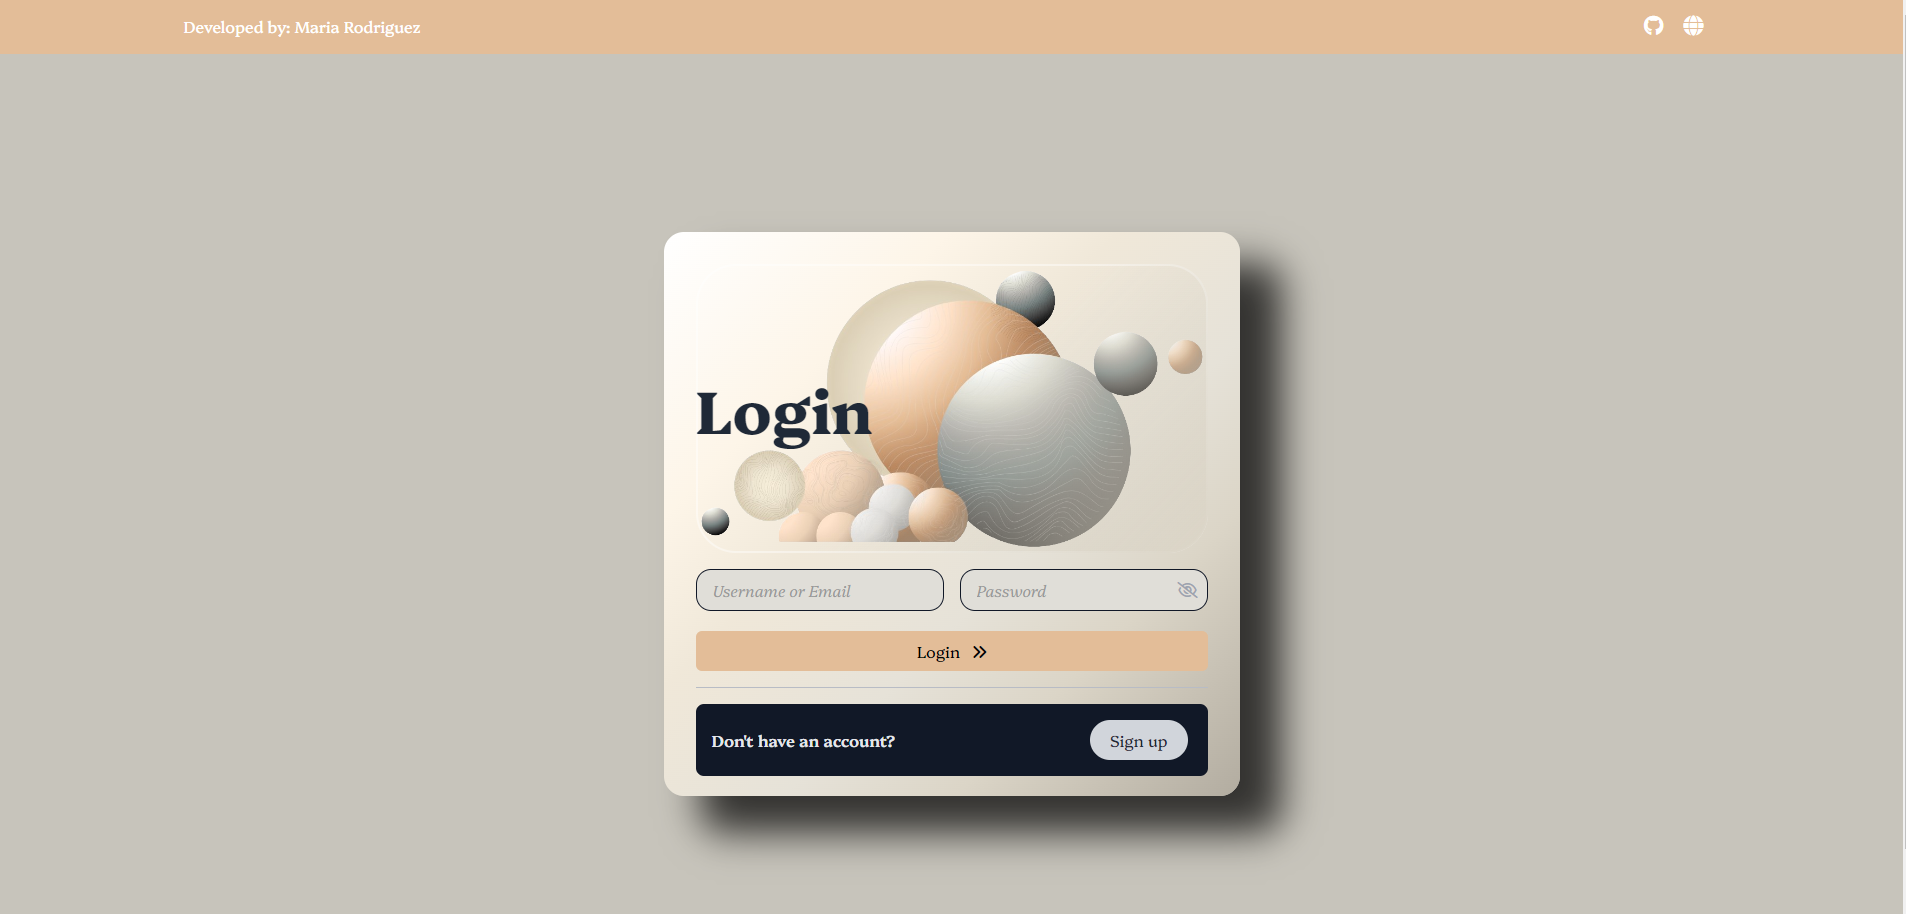 Developed by: Maria Rodriguez
Login
Username or Email
Password
Login
Don't have an account?
Sign up